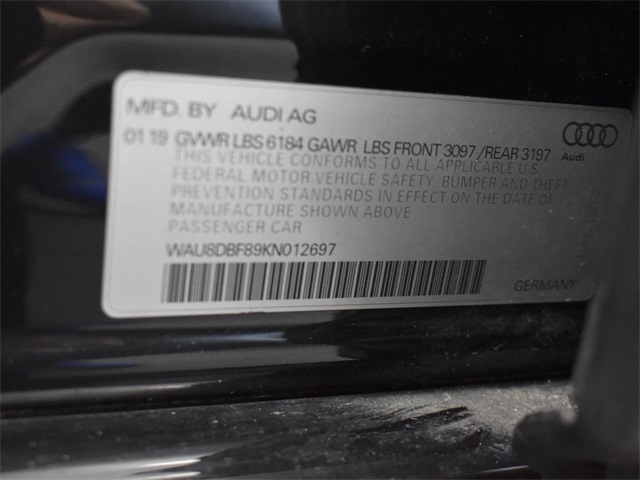 MFD. BY AUDI AG
01 19 GVWR LBS 6184 GAWR LBS FRONT 3097 / REAR 3197
Audi
THIS VEHICLE CONFORMS TO ALL APPLICABLE U.S.
FEDERAL MOTOR VEHICLE SAFETY, BUMPER AND THEFT
PREVENTION STANDARDS IN EFFECT ON THE DATE OF
MANUFACTURE SHOWN ABOVE
PASSENGER CAR
WAU8DBF89KN012697
GERMANY